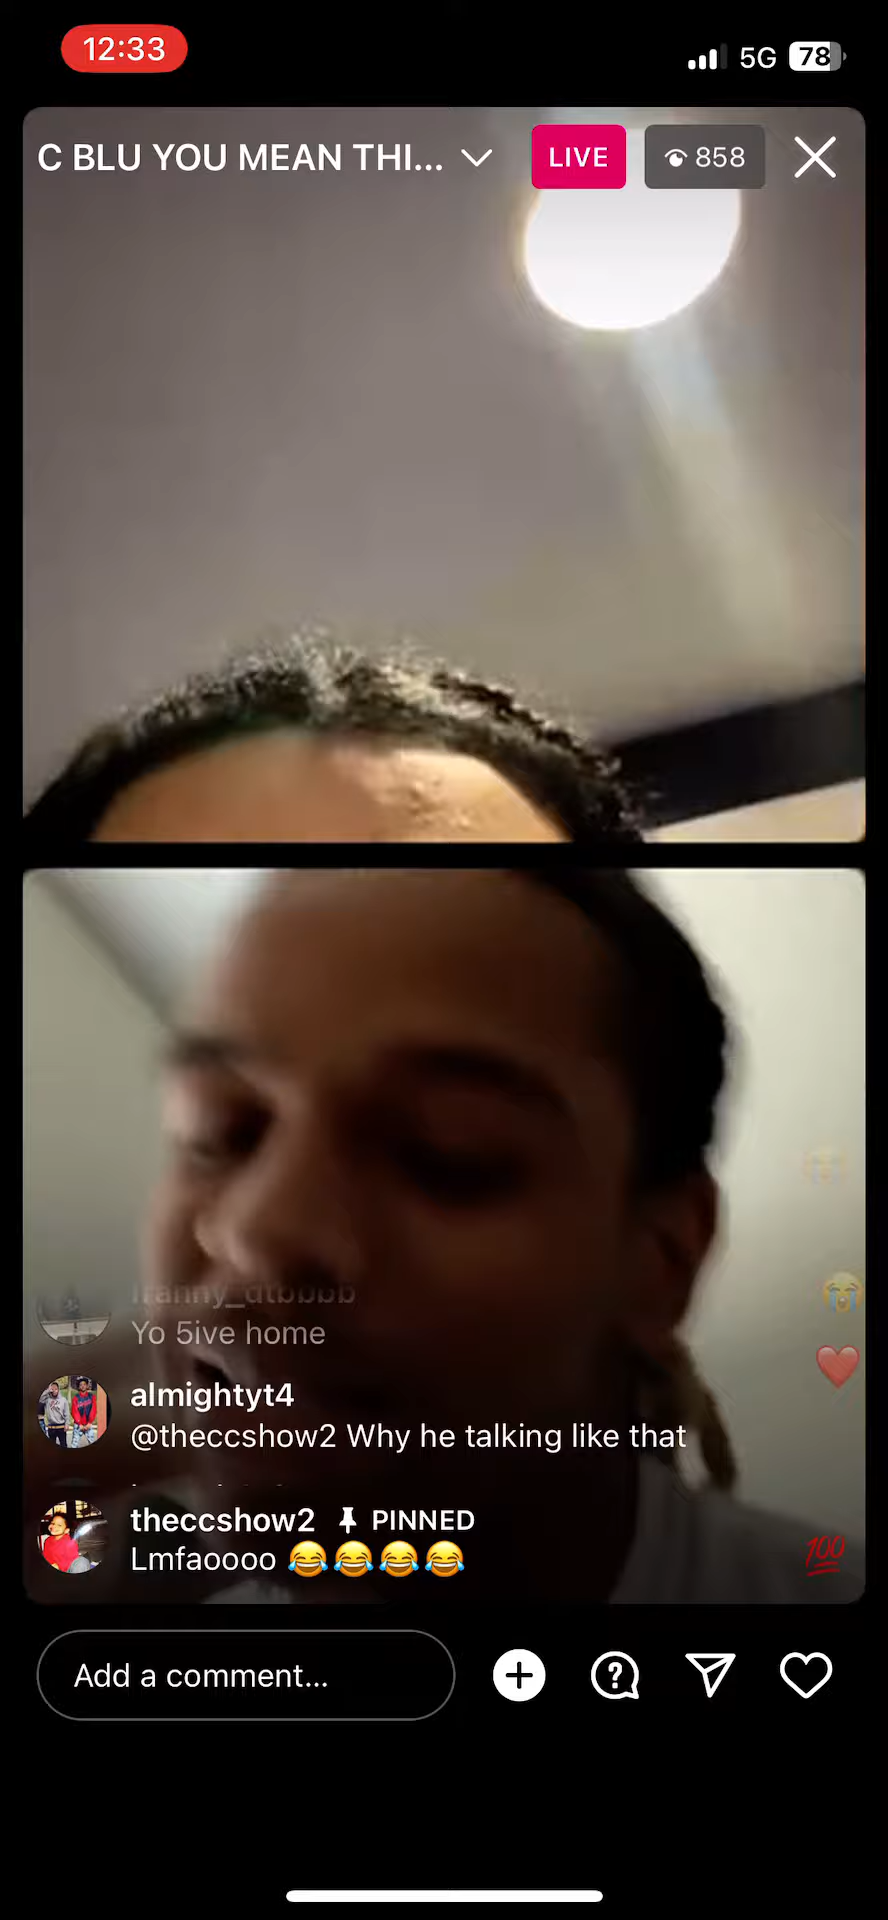 12:33
5G 78
C BLU YOU MEAN THI...
LIVE
858
franny_dtbbbb
Yo 5ive home
almightyt4
@theccshow2 Why he talking like that
theccshow2 PINNED
Lmfaoooo 😂😂😂😂
💯
Add a comment...